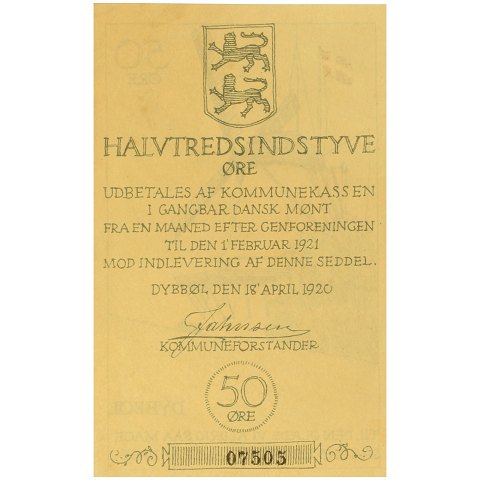 HALVTREDSINDSTYVE
ØRE
UDBETALES AF KOMMUNEKASSEN
I GANGBAR DANSK MØNT
FRA EN MAANED EFTER GENFORENINGEN
TIL DEN 1' FEBRUAR 1921
MOD INDLEVERING AF DENNE SEDDEL.
DYBBØL DEN 18' APRIL 1920
KOMMUNEFORSTANDER
50
ØRE
07505